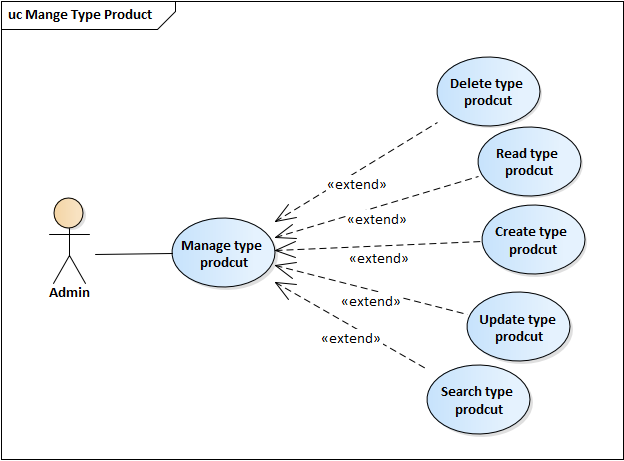 uc Mange Type Product
Delete type
prodcut
Read type
prodcut
«extend»
«extend»
Create type
prodcut
Manage type
prodcut
«extend»
Admin
«extend»
Update type
prodcut
«extend»
Search type
prodcut